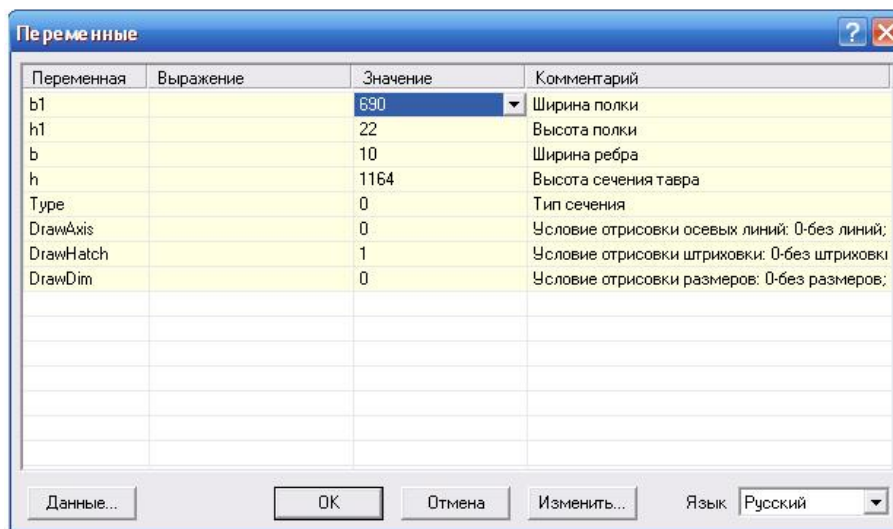 Переменные
Переменная Выражение Значение Комментарий
b1 690 Ширина полки
h1 22 Высота полки
b 10 Ширина ребра
h 1164 Высота сечения тавра
Type 0 Тип сечения
DrawAxis 0 Условие отрисовки осевых линий: 0-без линий;
DrawHatch 1 Условие отрисовки штриховки: 0-без штриховки
DrawDim 0 Условие отрисовки размеров: 0-без размеров;
Данные... OK Отмена Изменить... Язык Русский